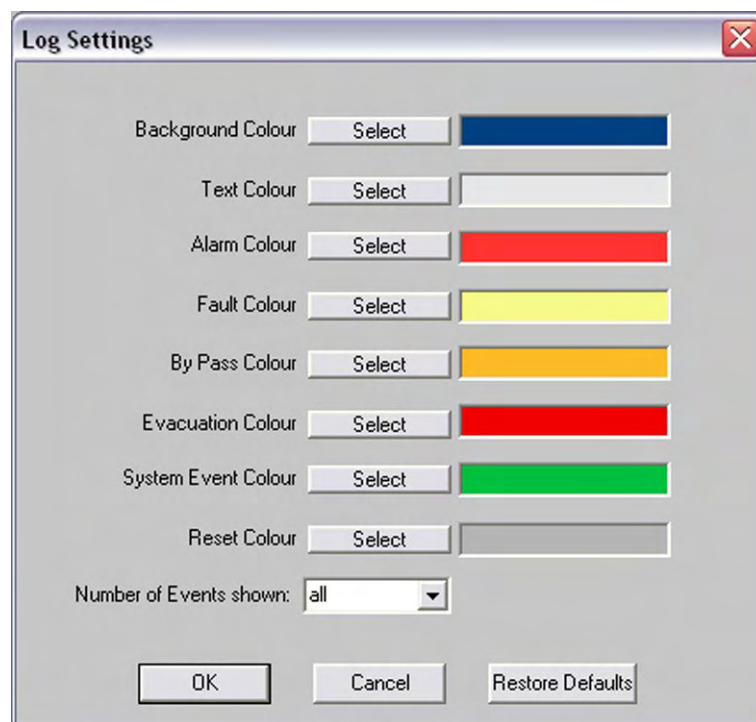 Log Settings
Background Colour Select
Text Colour Select
Alarm Colour Select
Fault Colour Select
By Pass Colour Select
Evacuation Colour Select
System Event Colour Select
Reset Colour Select
Number of Events shown: all
OK Cancel Restore Defaults